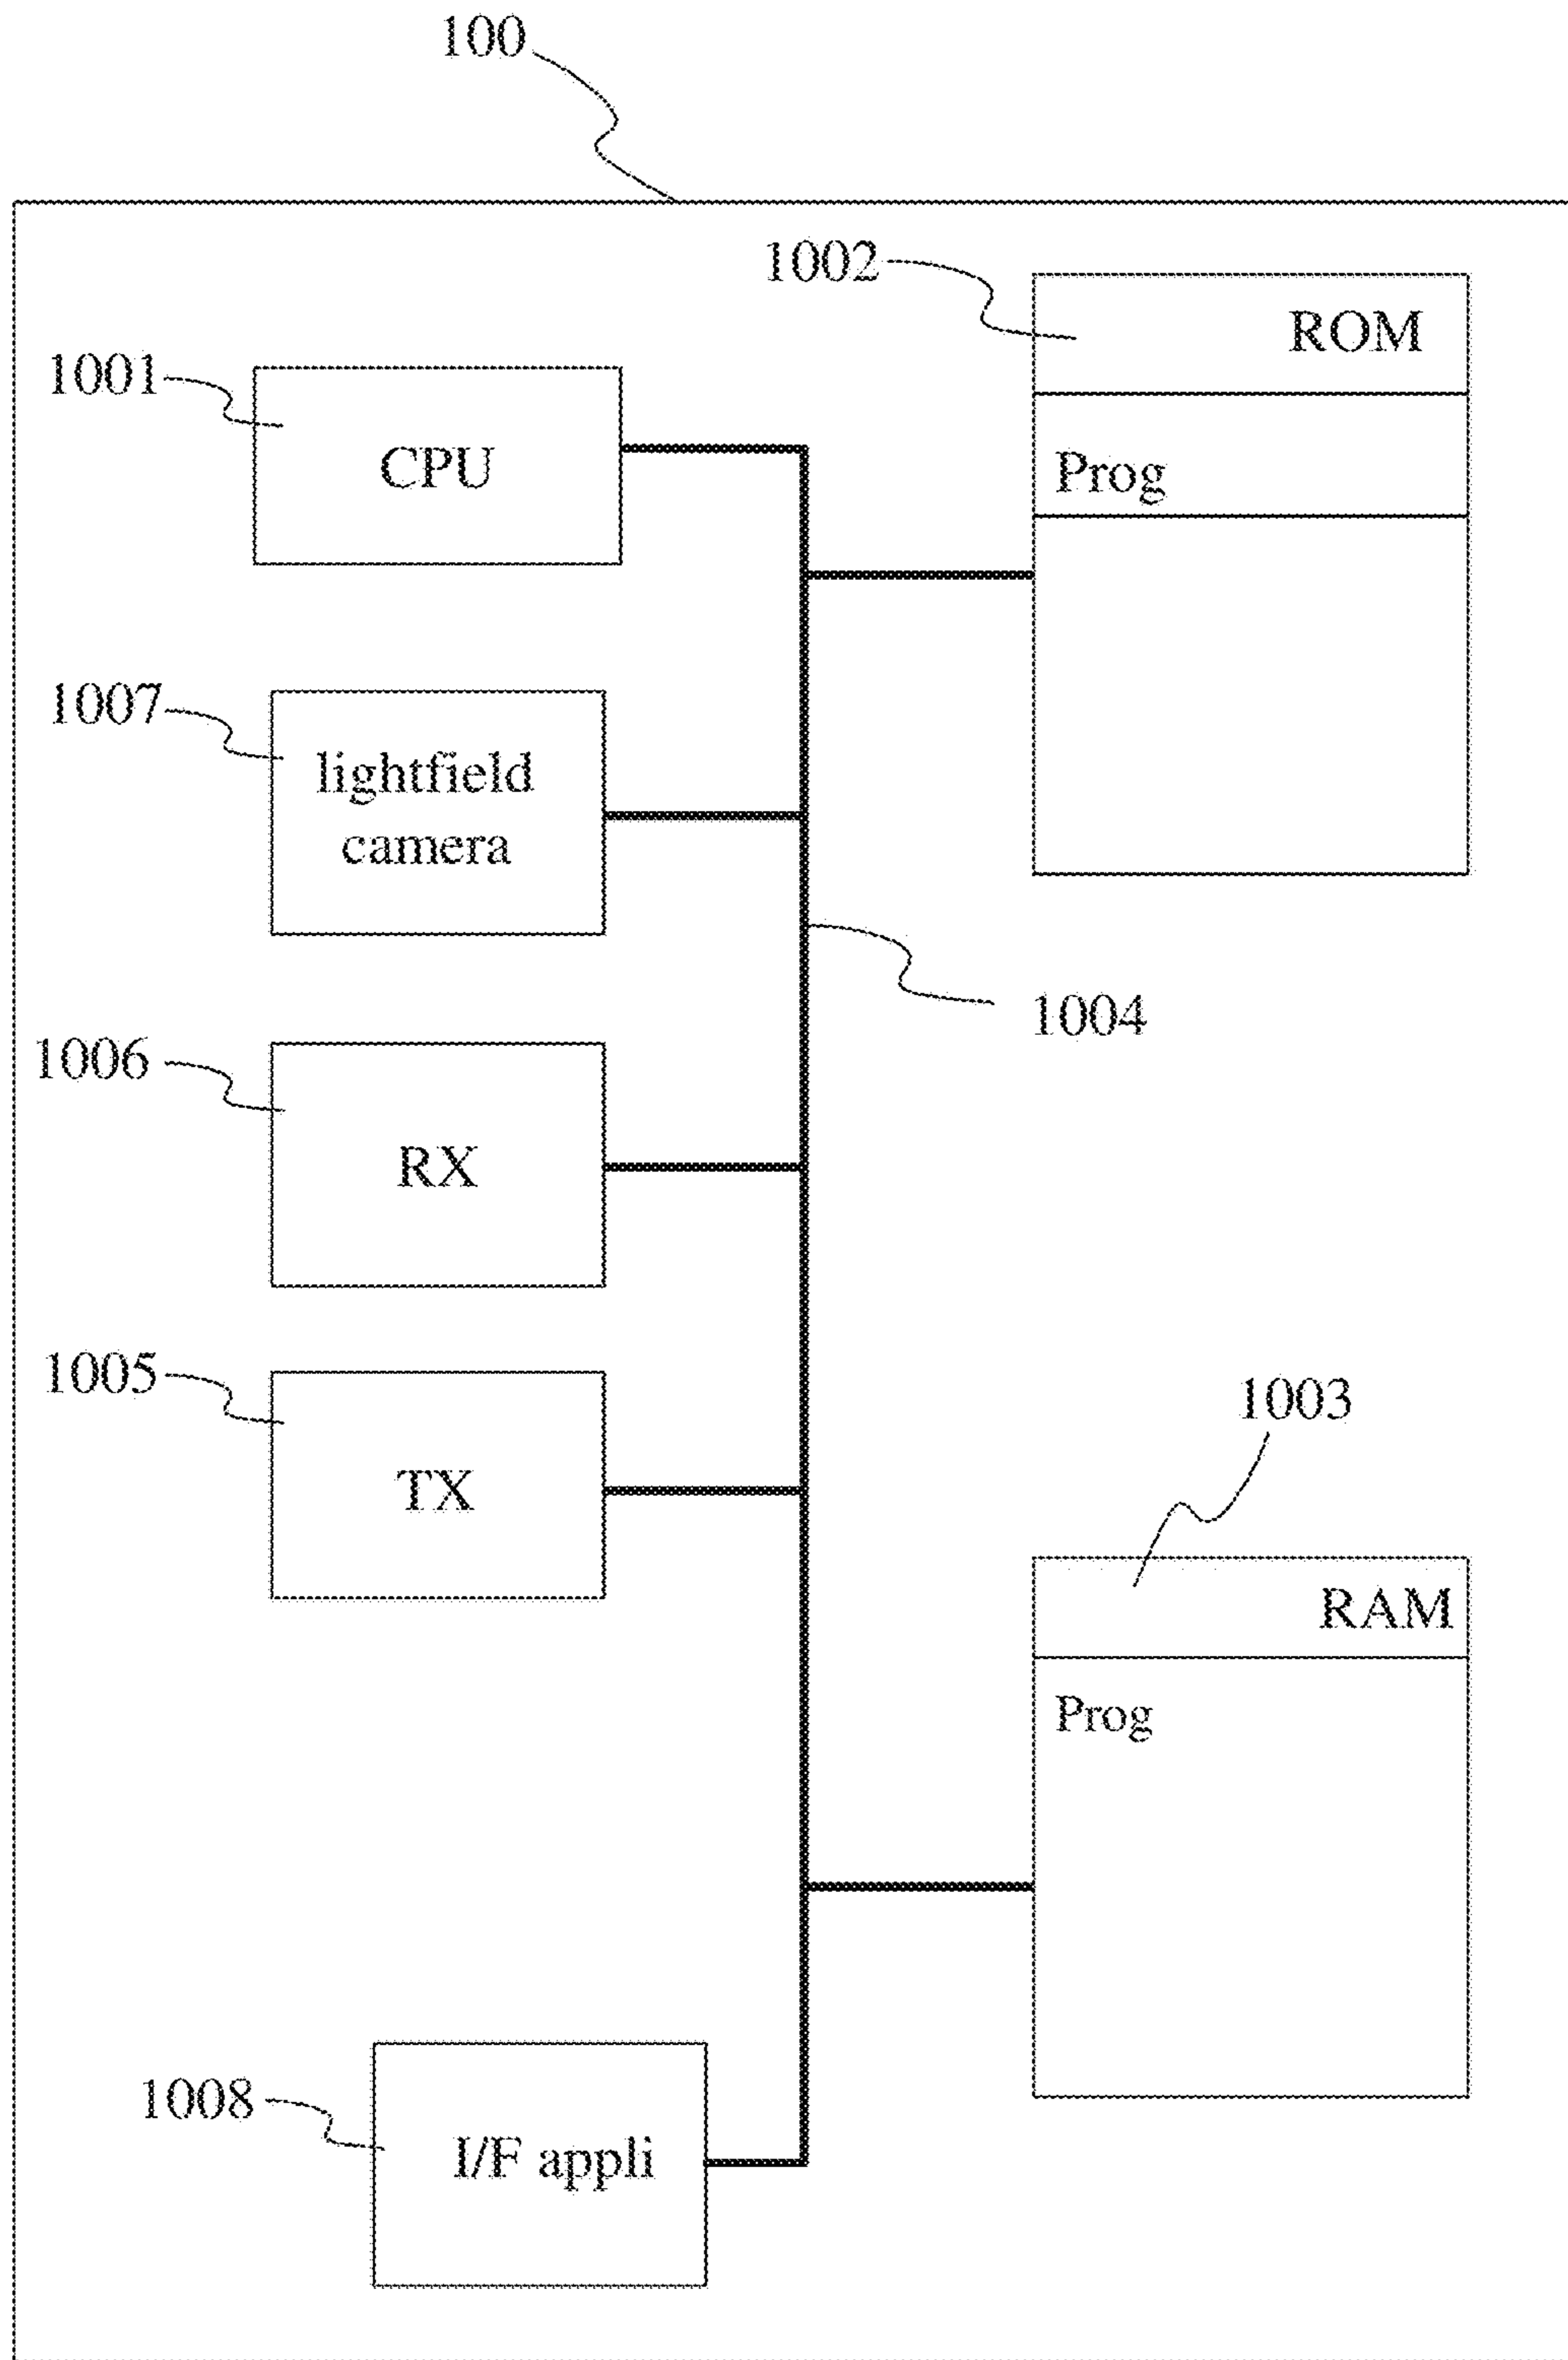 100
1002
ROM
1001
CPU
Prog
1007
lightfield
camera
1004
1006
RX
1005
TX
1003
RAM
Prog
1008
I/F appli